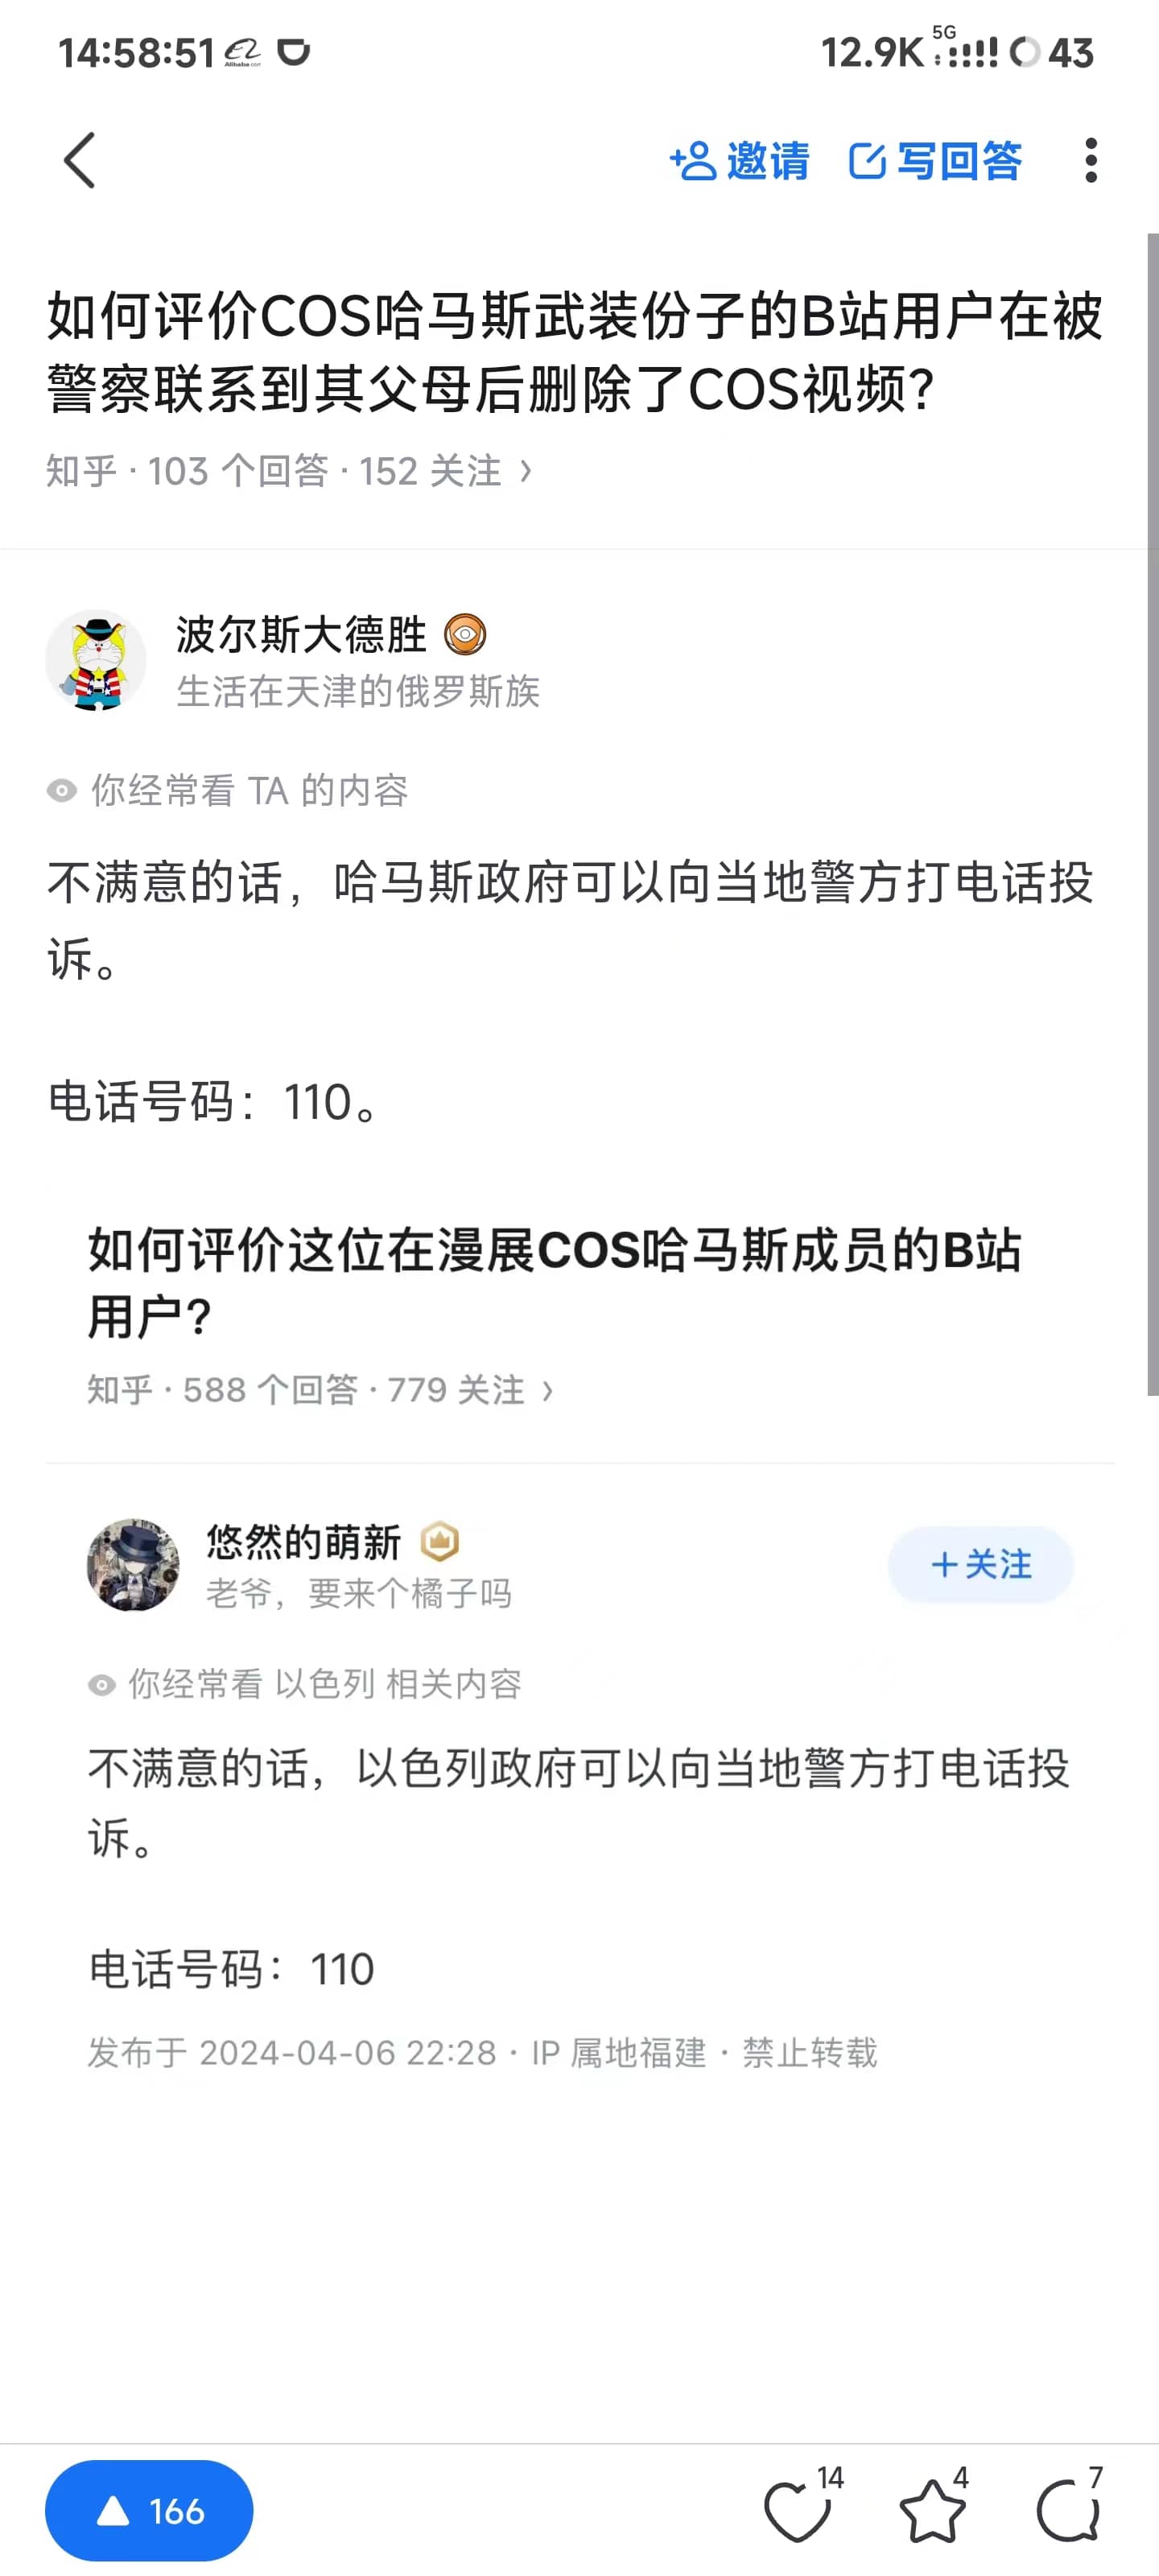 14:58:51 Alibaba.com 12.9K 5G 43
邀请 写回答
如何评价COS哈马斯武装份子的B站用户在被
警察联系到其父母后删除了COS视频？
知乎 · 103 个回答 · 152 关注 ›
波尔斯大德胜
生活在天津的俄罗斯族
你经常看 TA 的内容
不满意的话，哈马斯政府可以向当地警方打电话投
诉。
电话号码：110。
如何评价这位在漫展COS哈马斯成员的B站
用户？
知乎 · 588 个回答 · 779 关注 ›
悠然的萌新
老爷，要来个橘子吗
+关注
你经常看 以色列 相关内容
不满意的话，以色列政府可以向当地警方打电话投
诉。
电话号码：110
发布于 2024-04-06 22:28 · IP 属地福建 · 禁止转载
166 14 4 7